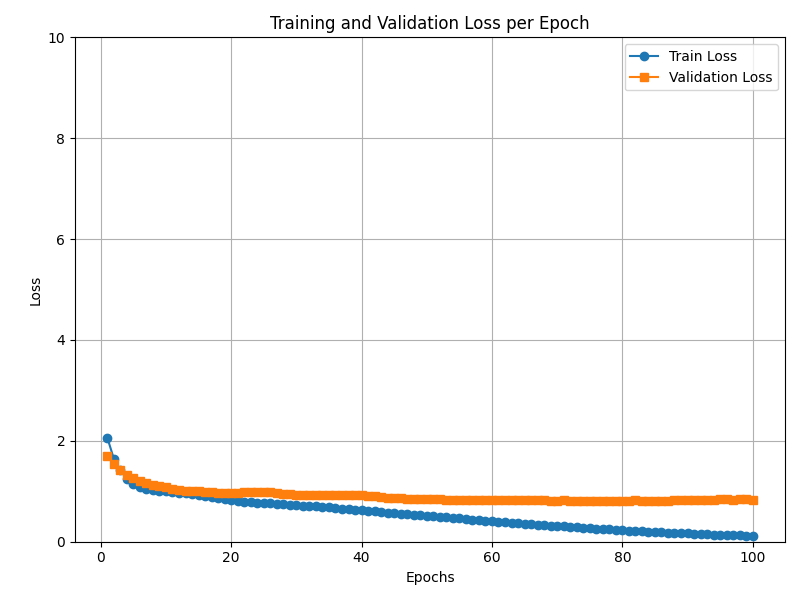 Training and Validation Loss per Epoch
Train Loss
Validation Loss
Loss
10
8
6
4
2
0
0 20 40 60 80 100
Epochs